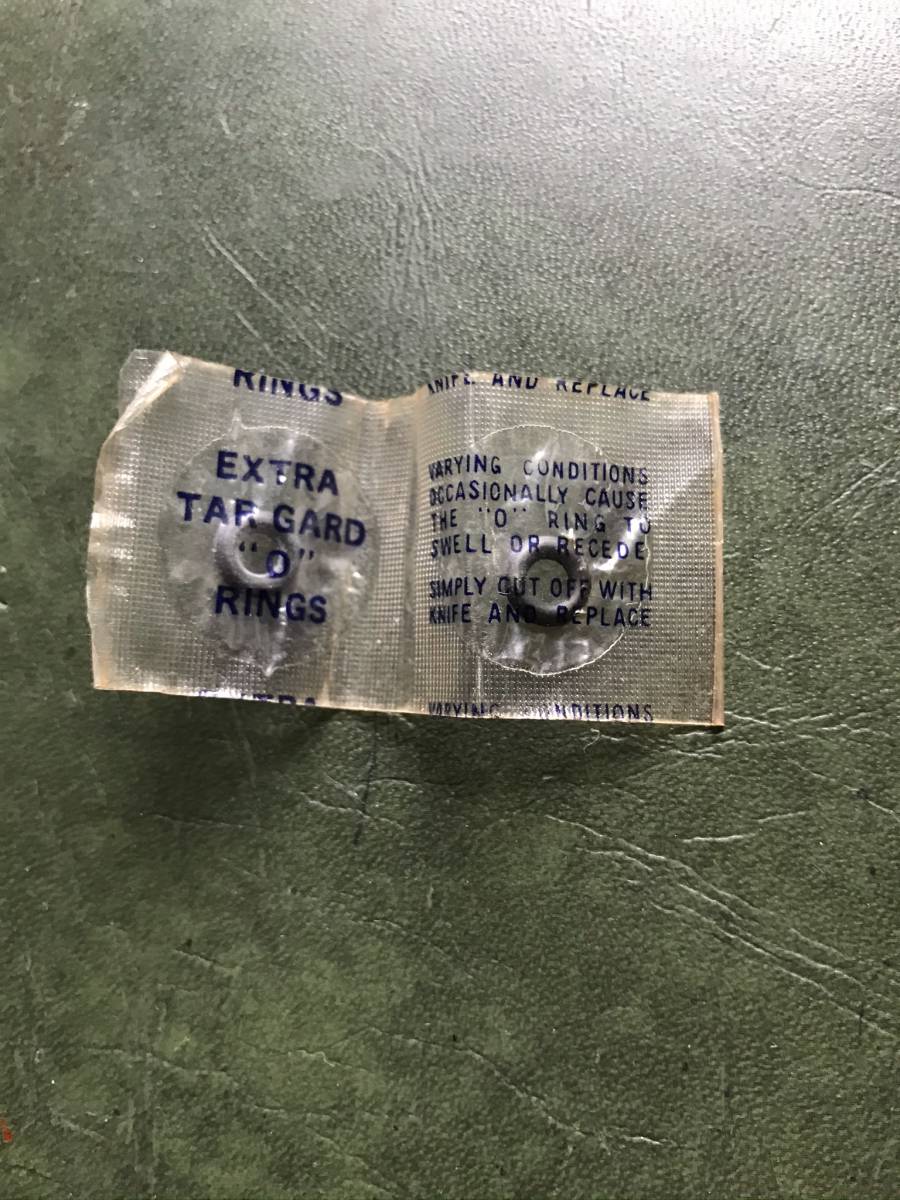 RINGS
EXTRA
TAR GARD
"O"
RINGS
EXTRA
KNIFE AND REPLACE
VARYING CONDITIONS
OCCASIONALLY CAUSE
THE "O" RING TO
SWELL OR RECEDE
SIMPLY CUT OFF WITH
KNIFE AND REPLACE
VARYING CONDITIONS